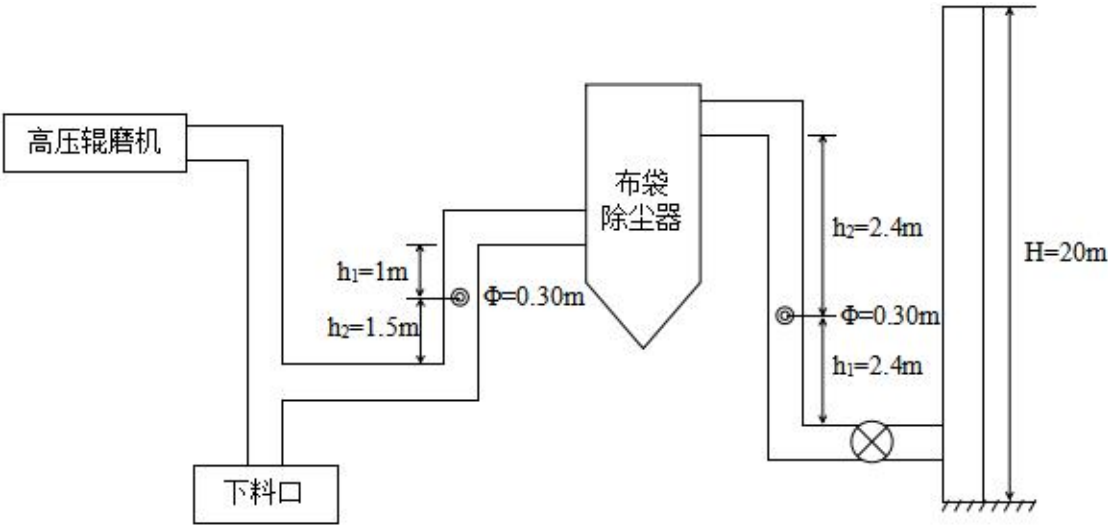 高压辊磨机
布袋
除尘器
h₂=2.4m
H=20m
h₁=1m
Φ=0.30m
h₂=1.5m
Φ=0.30m
h₁=2.4m
下料口